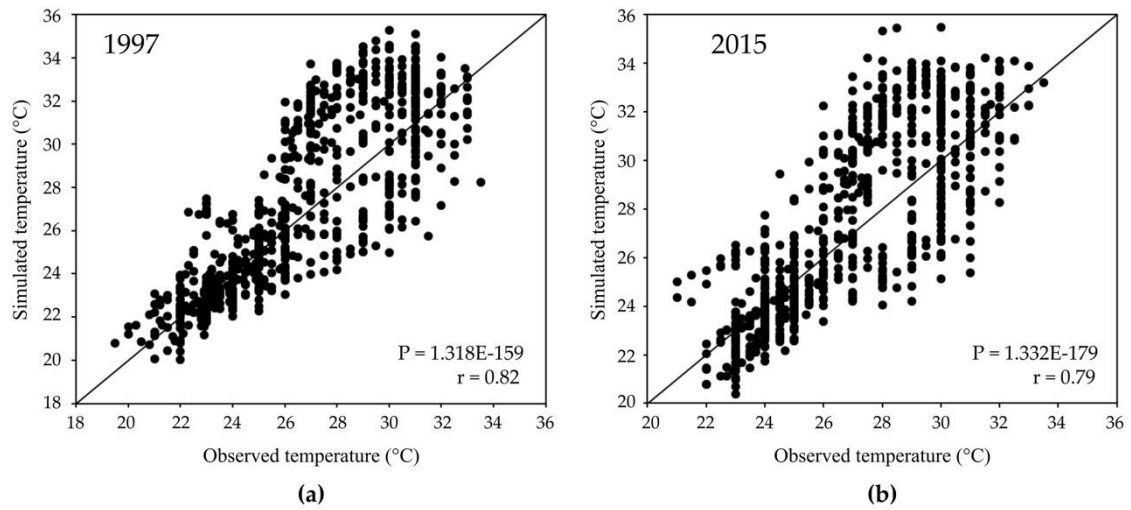 1997
36
34
32
30
28
26
24
22
20
18
Simulated temperature (°C)
P = 1.318E-159
r = 0.82
18 20 22 24 26 28 30 32 34 36
Observed temperature (°C)
(a)
2015
36
34
32
30
28
26
24
22
20
Simulated temperature (°C)
P = 1.332E-179
r = 0.79
20 22 24 26 28 30 32 34 36
Observed temperature (°C)
(b)